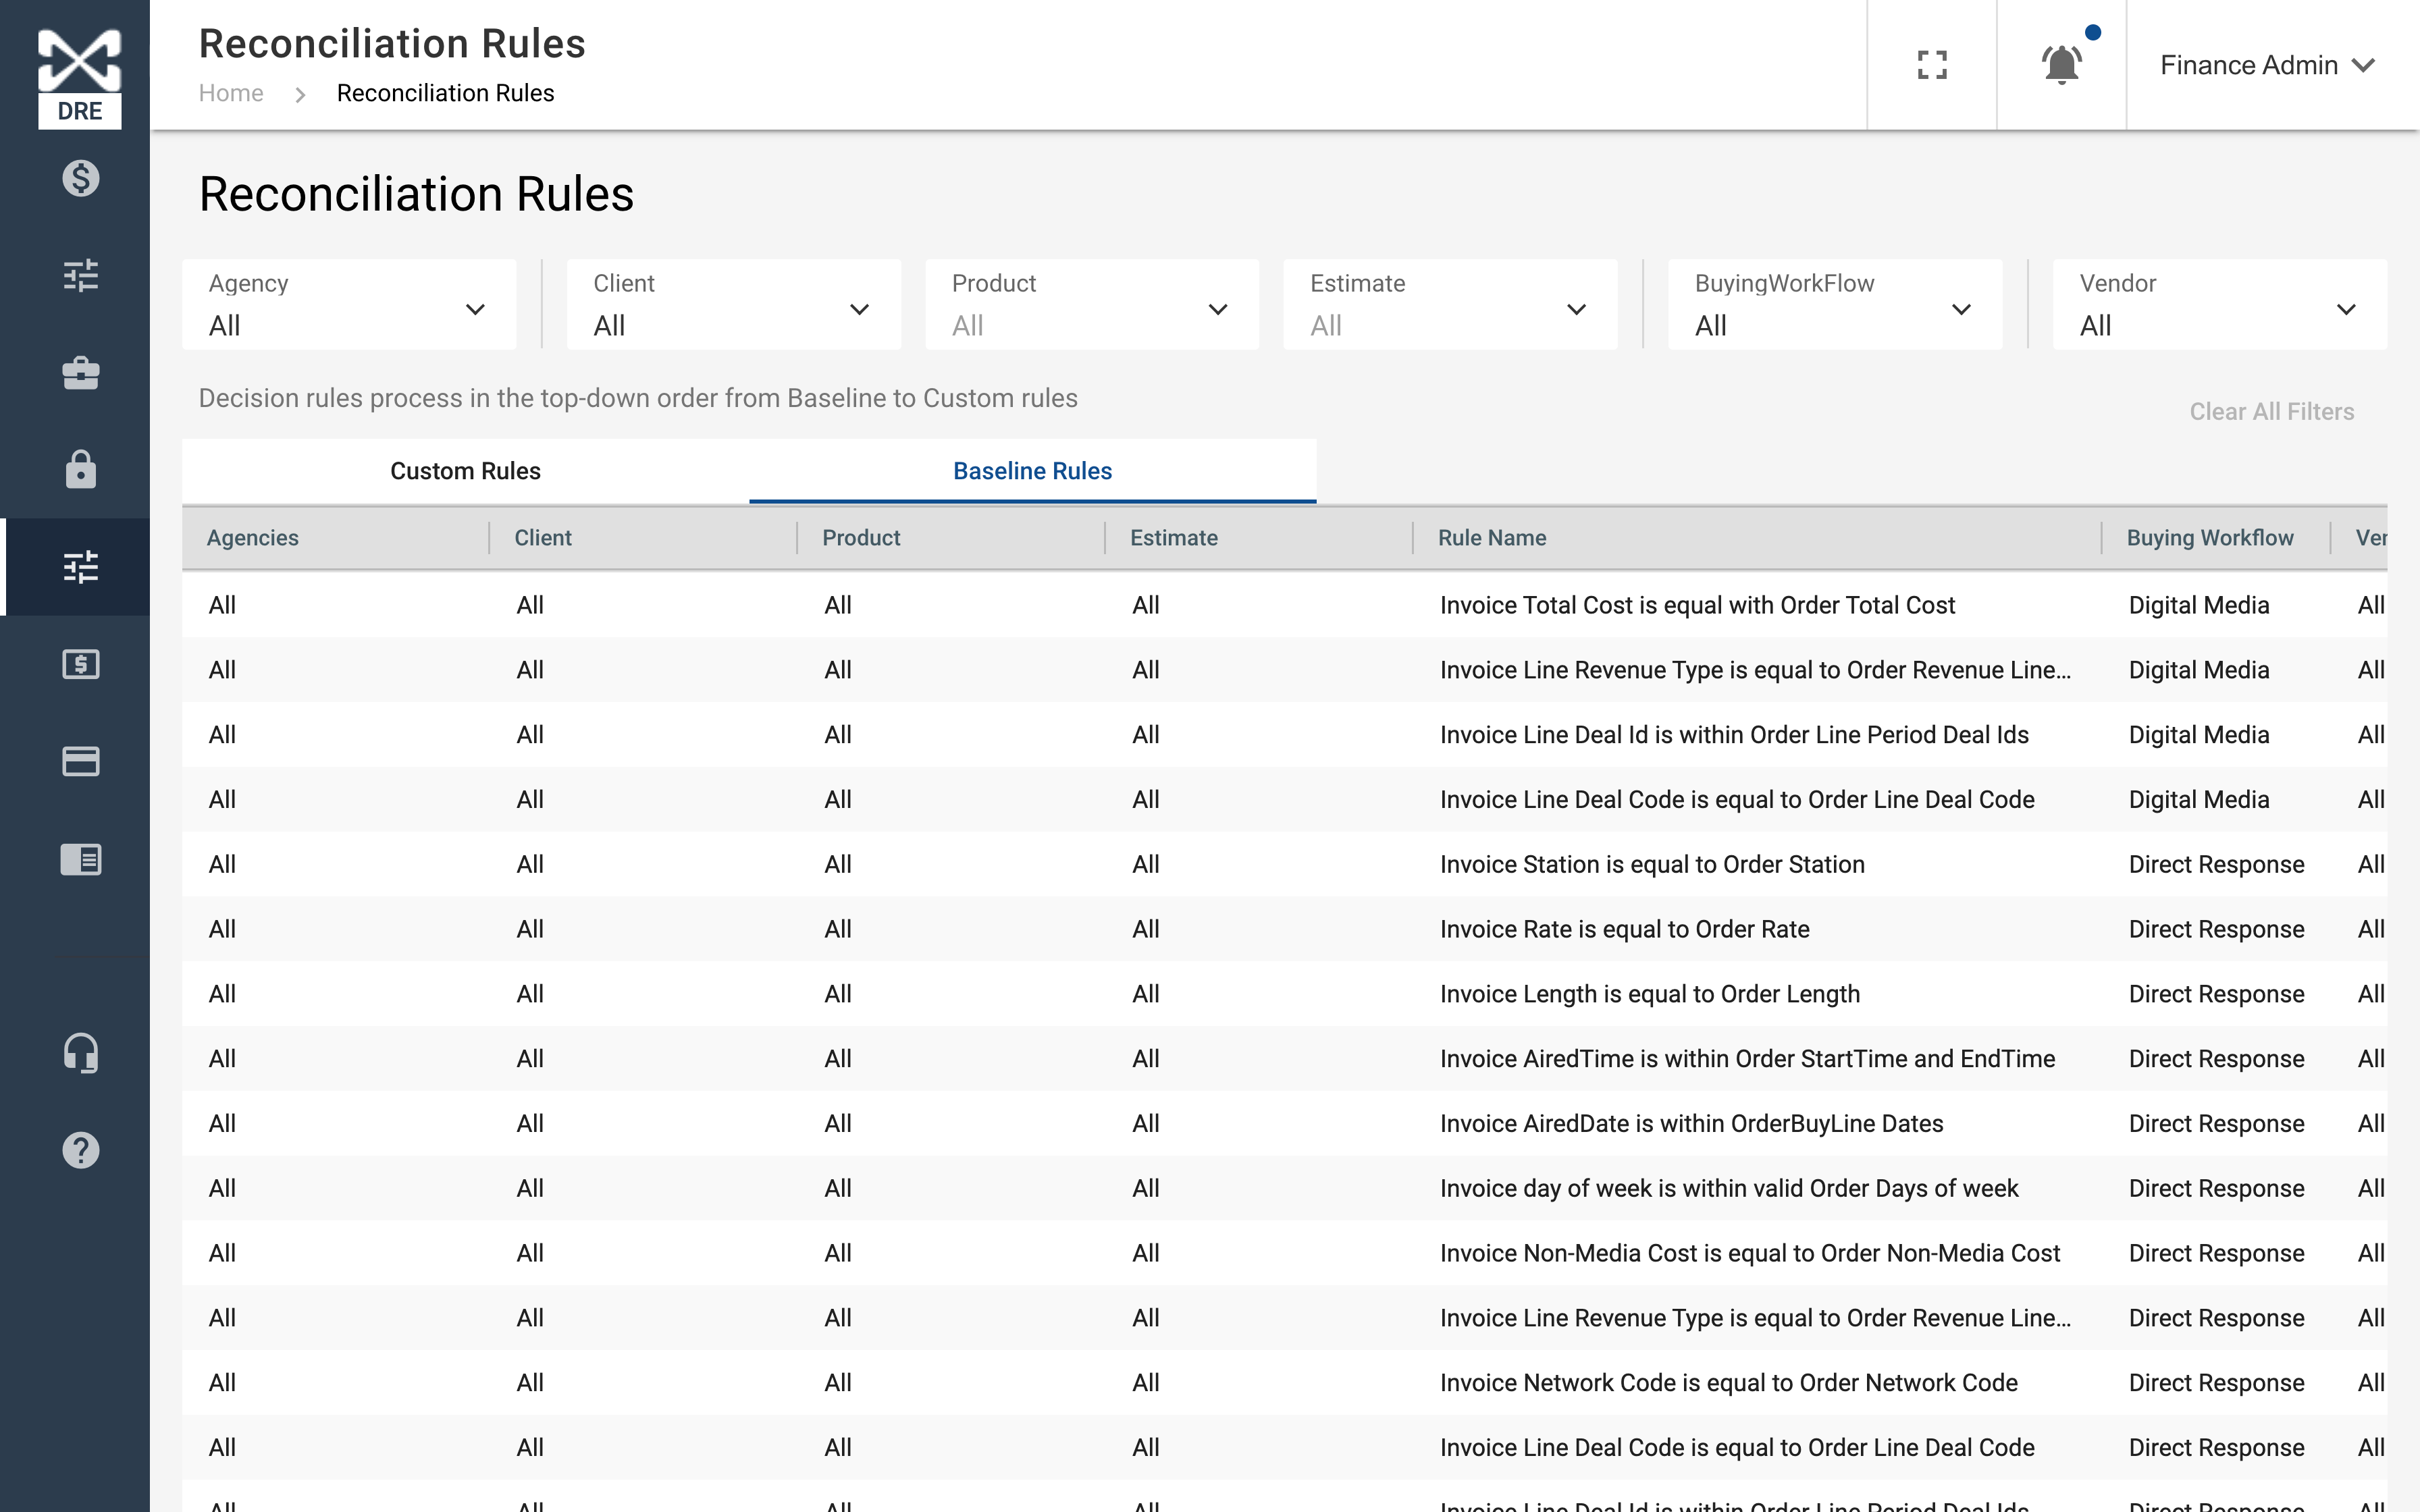 DRE
Reconciliation Rules
Home > Reconciliation Rules
Finance Admin
Reconciliation Rules
Agency Client Product Estimate BuyingWorkFlow Vendor
All All All All All All
Decision rules process in the top-down order from Baseline to Custom rules
Clear All Filters
Custom Rules Baseline Rules
Agencies Client Product Estimate Rule Name Buying Workflow Ver
All All All All Invoice Total Cost is equal with Order Total Cost Digital Media All
All All All All Invoice Line Revenue Type is equal to Order Revenue Line... Digital Media All
All All All All Invoice Line Deal Id is within Order Line Period Deal Ids Digital Media All
All All All All Invoice Line Deal Code is equal to Order Line Deal Code Digital Media All
All All All All Invoice Station is equal to Order Station Direct Response All
All All All All Invoice Rate is equal to Order Rate Direct Response All
All All All All Invoice Length is equal to Order Length Direct Response All
All All All All Invoice AiredTime is within Order StartTime and EndTime Direct Response All
All All All All Invoice AiredDate is within OrderBuyLine Dates Direct Response All
All All All All Invoice day of week is within valid Order Days of week Direct Response All
All All All All Invoice Non-Media Cost is equal to Order Non-Media Cost Direct Response All
All All All All Invoice Line Revenue Type is equal to Order Revenue Line... Direct Response All
All All All All Invoice Network Code is equal to Order Network Code Direct Response All
All All All All Invoice Line Deal Code is equal to Order Line Deal Code Direct Response All
All All All All Invoice Line Deal Id is within Order Line Period Deal Ids Direct Response All